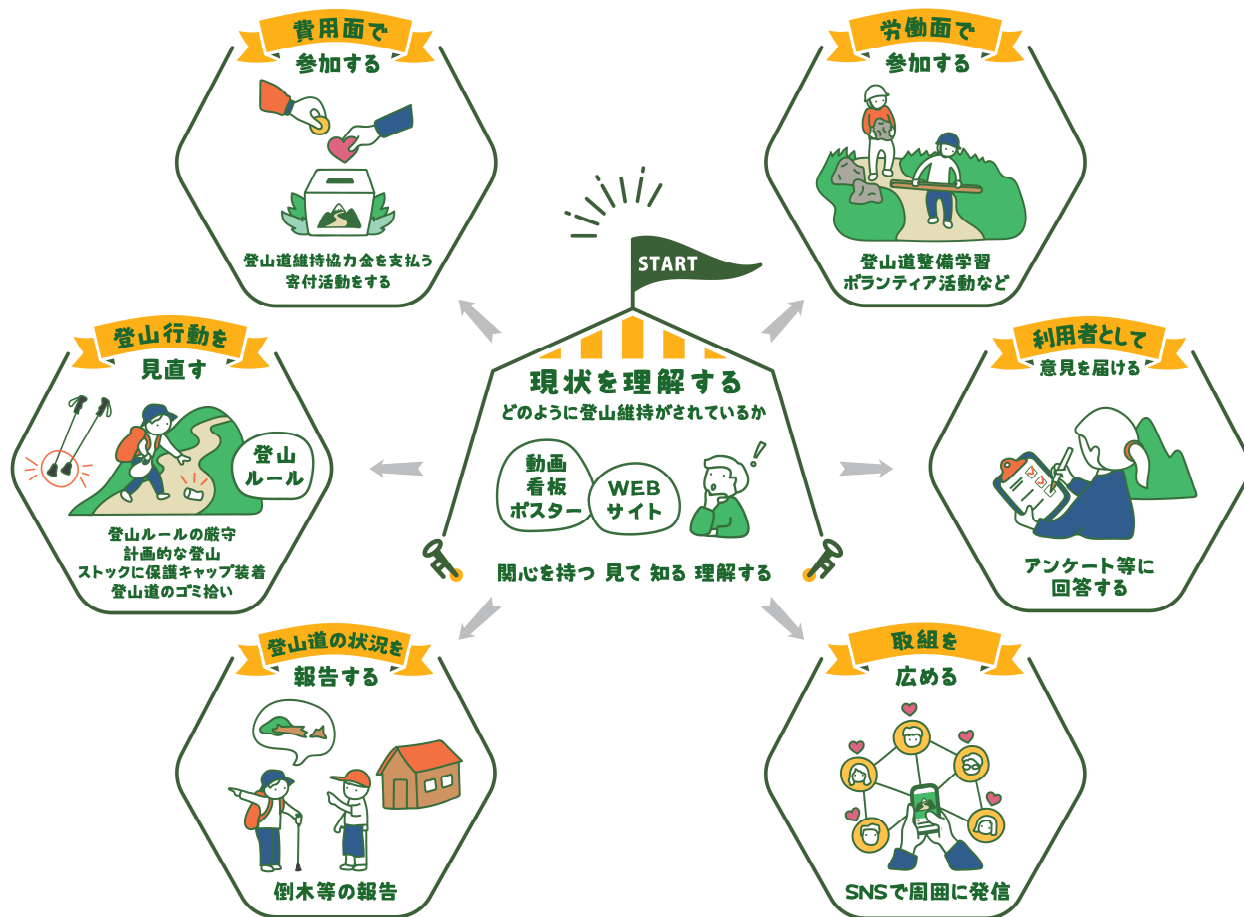 費用面で
参加する
登山道維持協力金を支払う
寄付活動をする
労働面で
参加する
登山道整備学習
ボランティア活動など
START
現状を理解する
どのように登山維持がされているか
動画
看板
ポスター
WEB
サイト
関心を持つ 見て 知る 理解する
登山行動を
見直す
登山
ルール
登山ルールの厳守
計画的な登山
ストックに保護キャップ装着
登山道のゴミ拾い
利用者として
意見を届ける
アンケート等に
回答する
登山道の状況を
報告する
倒木等の報告
取組を
広める
SNSで周囲に発信